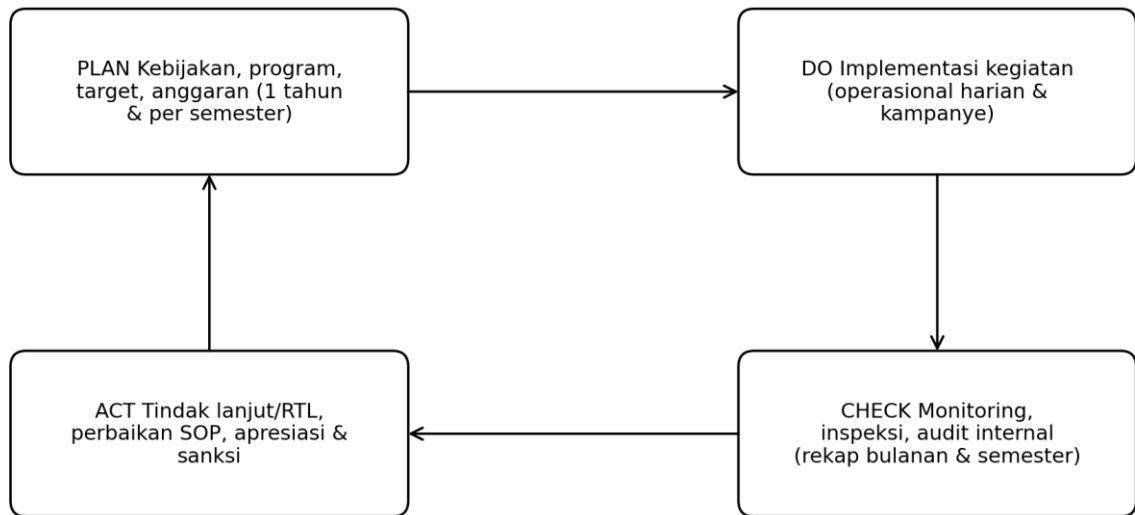 PLAN Kebijakan, program,
target, anggaran (1 tahun
& per semester)
DO Implementasi kegiatan
(operasional harian &
kampanye)
ACT Tindak lanjut/RTL,
perbaikan SOP, apresiasi &
sanksi
CHECK Monitoring,
inspeksi, audit internal
(rekap bulanan & semester)